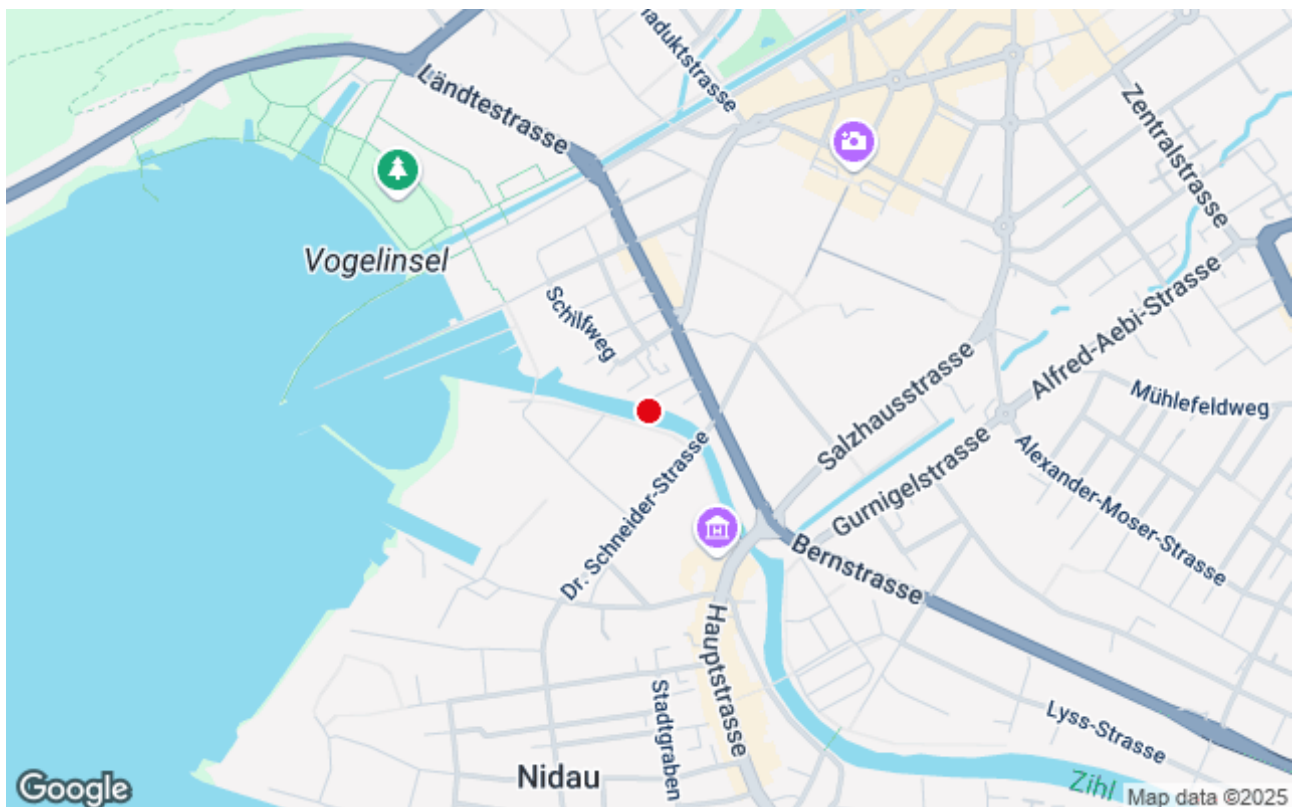 aduktstrasse
Ländtestrasse
Zentralstrasse
Vogelinsel
Schilfweg
Alfred-Aebi-Strasse
Salzhausstrasse
Mühlefeldweg
Gurnigelstrasse
Alexander-Moser-Strasse
Dr. Schneider-Strasse
Bernstrasse
Hauptstrasse
Stadtgraben
Lyss-Strasse
Nidau
Zihl
Google
Map data ©2025